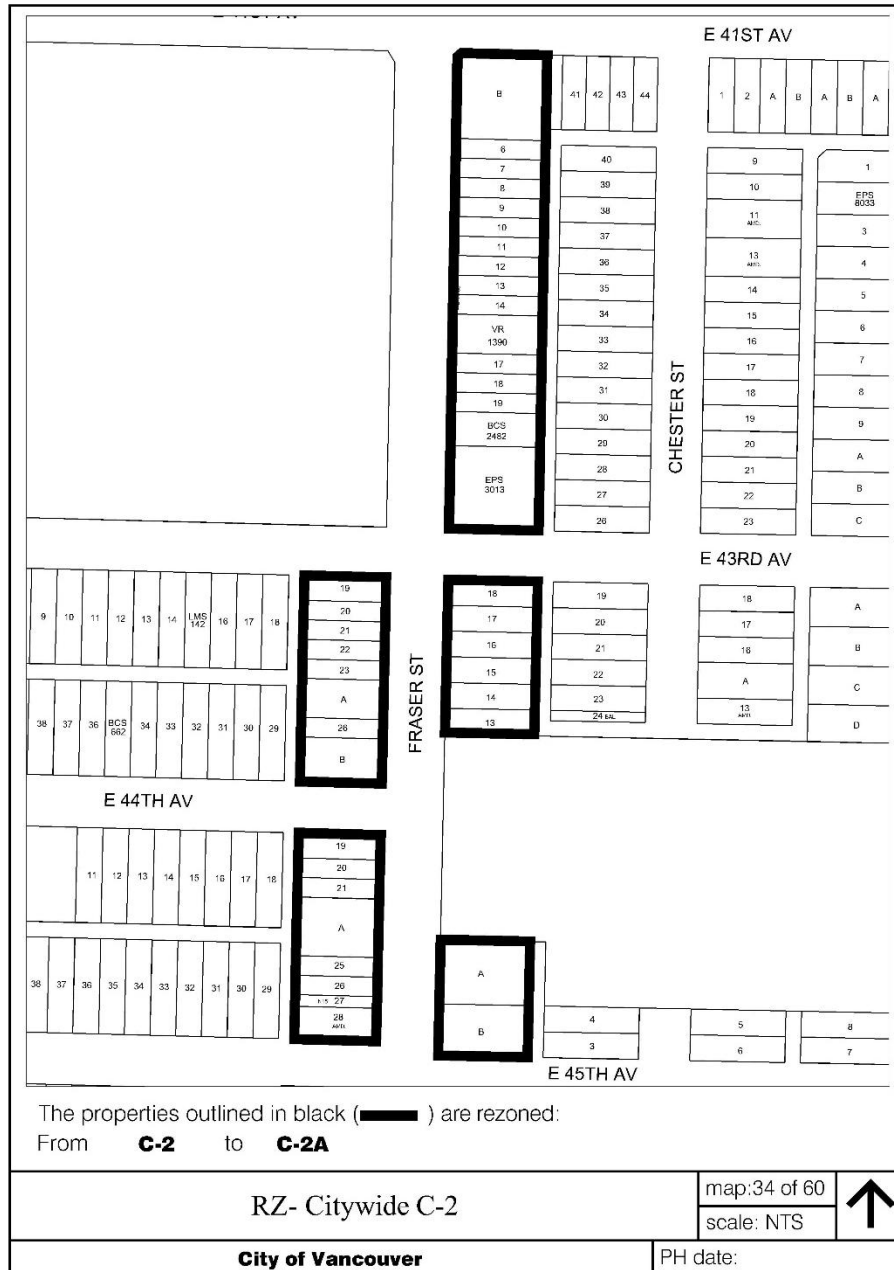 E 41ST AV
B 41 42 43 44 1 2 A B A B A
6 40 9 1
7 39 10 EPS 8033
8 38 11 AMD. 3
9 37
10 36 13 AMD. 4
11 35 14 5
12 34 15 6
13 33 16 7
14 32 17 8
VR 1390 31 18 9
17 30 19 A
18 29 20 B
19 28 21 C
BCS 2482 27 22
EPS 3013 26 23
CHESTER ST
E 43RD AV
9 10 11 12 13 14 LMS 142 16 17 18
19 18 19 18 A
20 17 20 17 B
21 16 21 16 C
22 15 22 A D
23 14 23 13 AMD.
A 13 24 BAL.
26
B
38 37 36 BCS 662 34 33 32 31 30 29
FRASER ST
E 44TH AV
11 12 13 14 15 16 17 18
19
20
21
A
25
26
27
28 AMD.
38 37 36 35 34 33 32 31 30 29
A
B
4 5 8
3 6 7
E 45TH AV
The properties outlined in black ( ) are rezoned:
From C-2 to C-2A
RZ- Citywide C-2
map:34 of 60
scale: NTS
City of Vancouver
PH date: